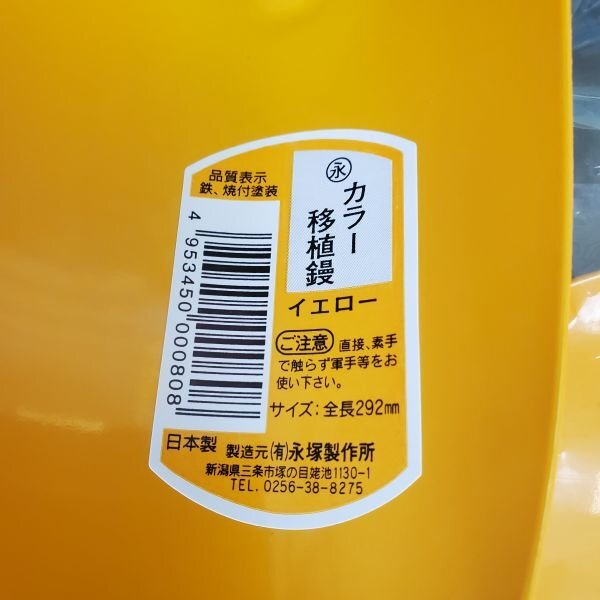 品質表示
鉄、焼付塗装
永
カラー
移植鏝
イエロー
4 953450 000808
ご注意 直接、素手
で触らず軍手等をお
使い下さい。
サイズ:全長292mm
日本製 製造元(有)永塚製作所
新潟県三条市塚の目姥池1130-1
TEL. 0256-38-8275